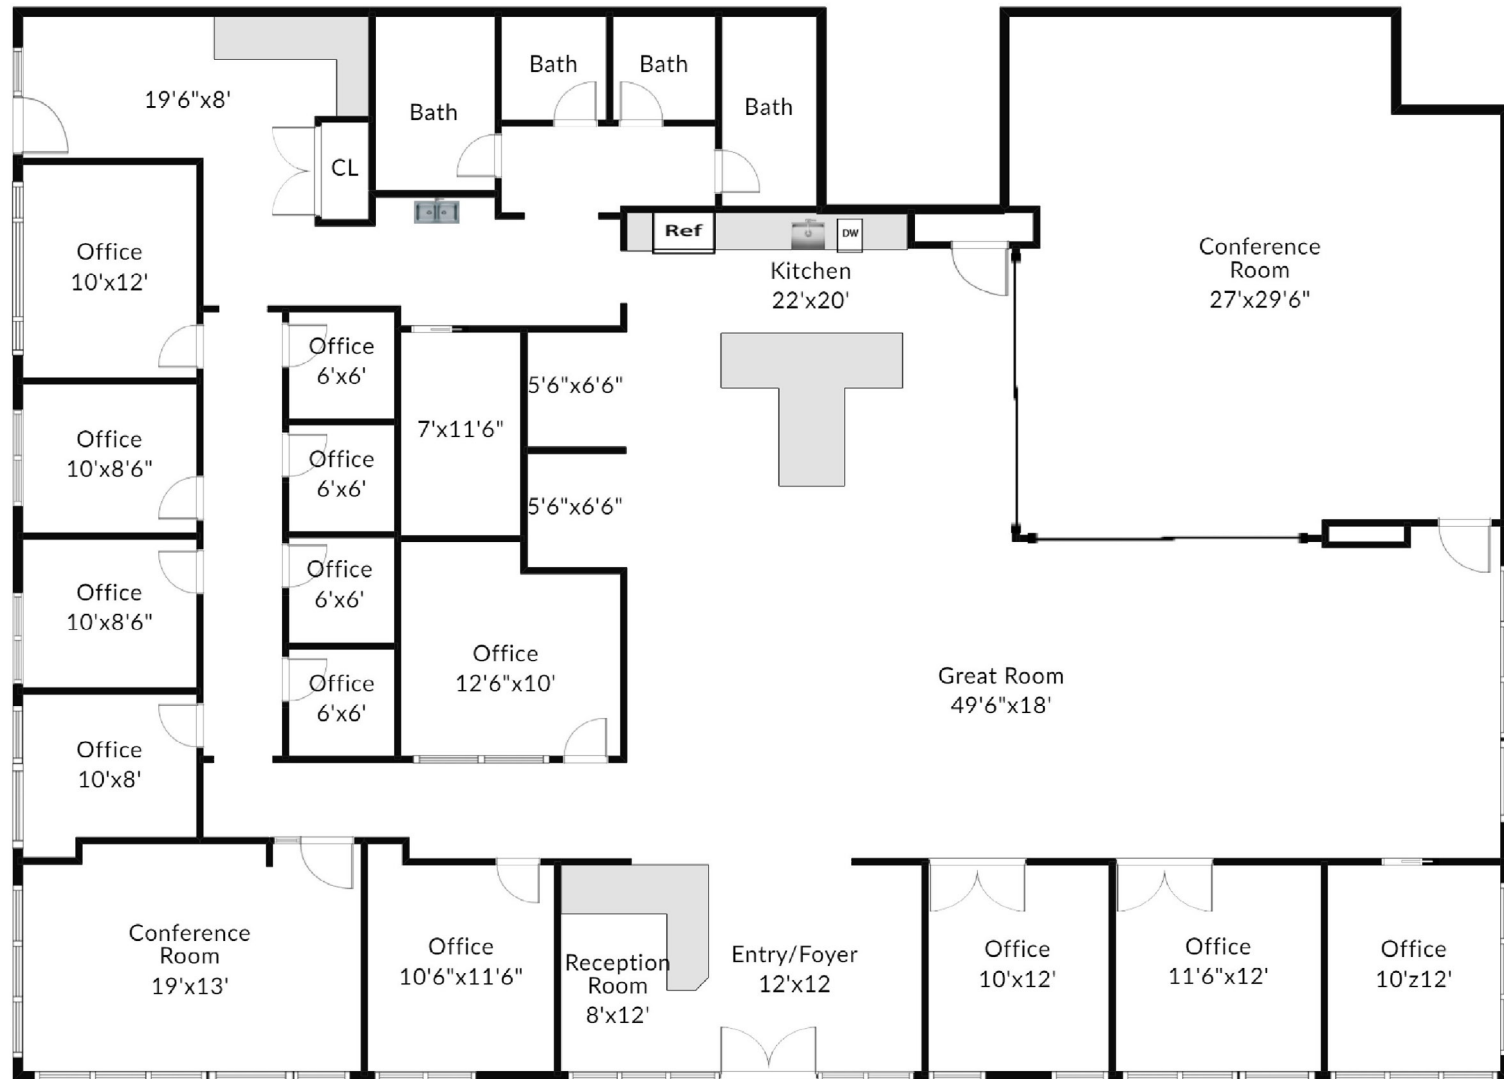 Bath
Bath
19'6"x8'
Bath
Bath
CL
Ref
DW
Office
10'x12'
Kitchen
22'x20'
Conference
Room
27'x29'6"
Office
6'x6'
5'6"x6'6"
7'x11'6"
Office
10'x8'6"
Office
6'x6'
5'6"x6'6"
Office
10'x8'6"
Office
6'x6'
Office
12'6"x10'
Great Room
49'6"x18'
Office
6'x6'
Office
10'x8'
Conference
Room
19'x13'
Office
10'6"x11'6"
Reception
Room
8'x12'
Entry/Foyer
12'x12
Office
10'x12'
Office
11'6"x12'
Office
10'z12'